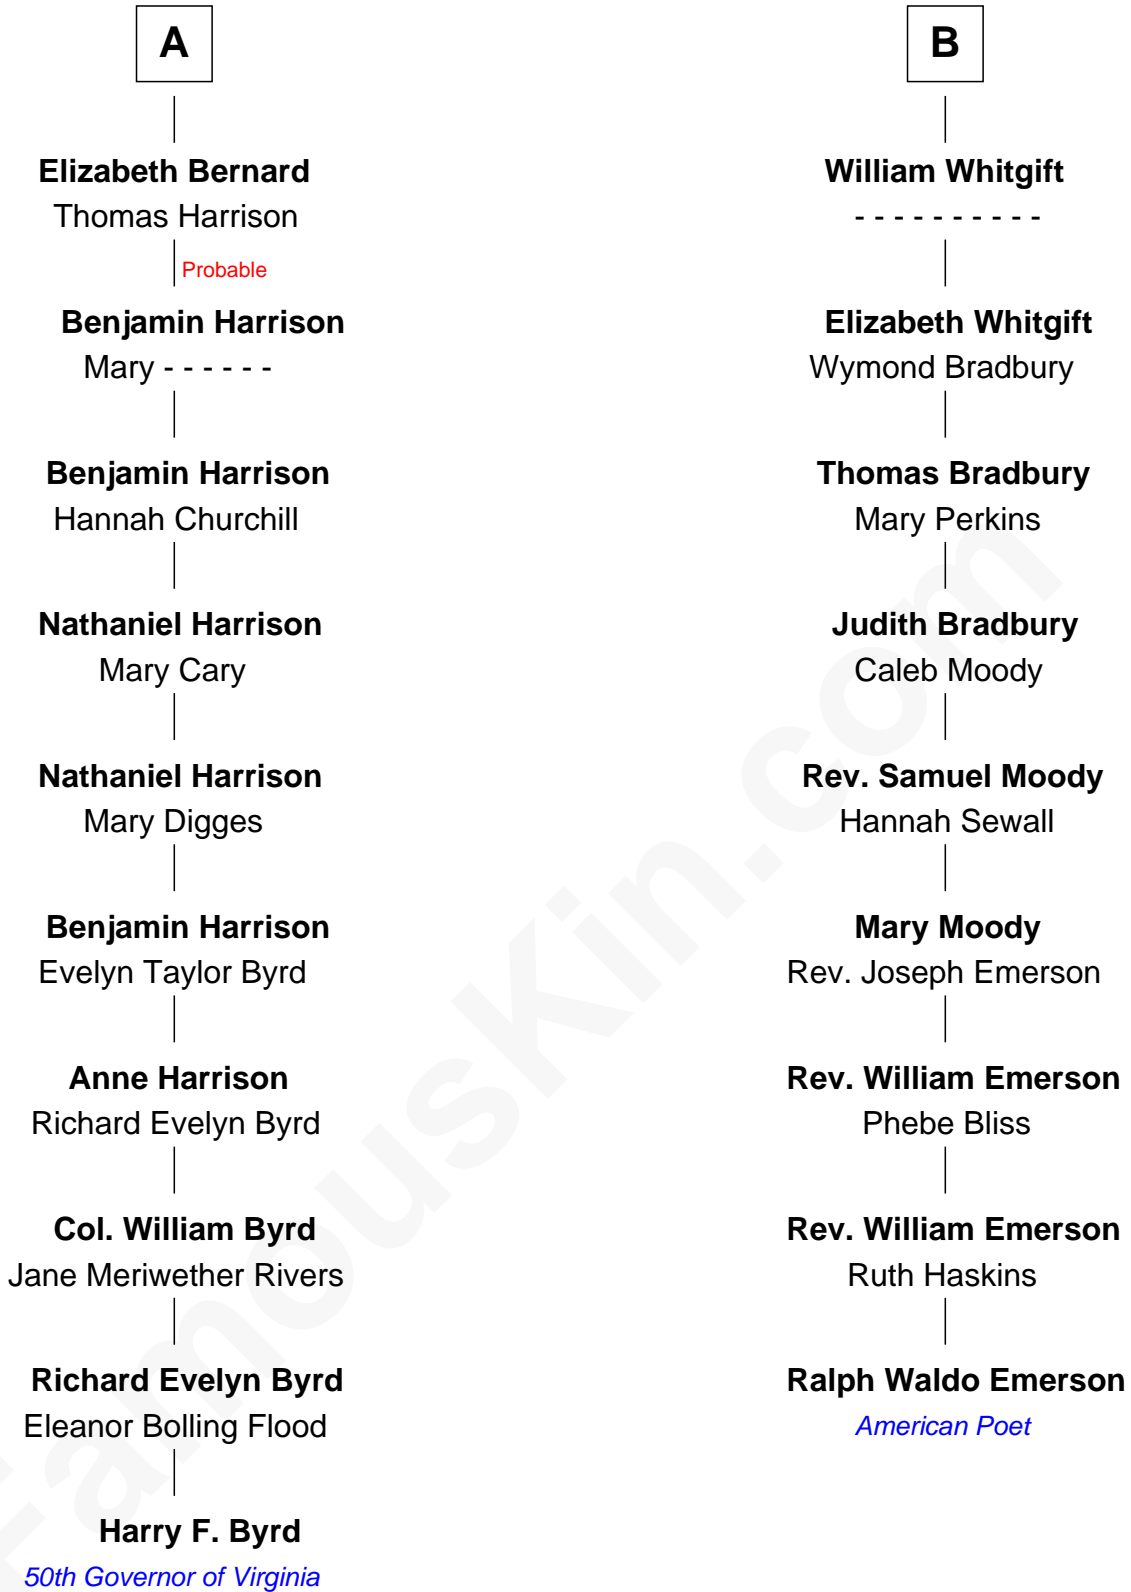 A
Elizabeth Bernard
Thomas Harrison
Probable
Benjamin Harrison
Mary - - - - - -
Benjamin Harrison
Hannah Churchill
Nathaniel Harrison
Mary Cary
Nathaniel Harrison
Mary Digges
Benjamin Harrison
Evelyn Taylor Byrd
Anne Harrison
Richard Evelyn Byrd
Col. William Byrd
Jane Meriwether Rivers
Richard Evelyn Byrd
Eleanor Bolling Flood
Harry F. Byrd
50th Governor of Virginia
B
William Whitgift
- - - - - - - - - -
Elizabeth Whitgift
Wymond Bradbury
Thomas Bradbury
Mary Perkins
Judith Bradbury
Caleb Moody
Rev. Samuel Moody
Hannah Sewall
Mary Moody
Rev. Joseph Emerson
Rev. William Emerson
Phebe Bliss
Rev. William Emerson
Ruth Haskins
Ralph Waldo Emerson
American Poet
FamousKin.com